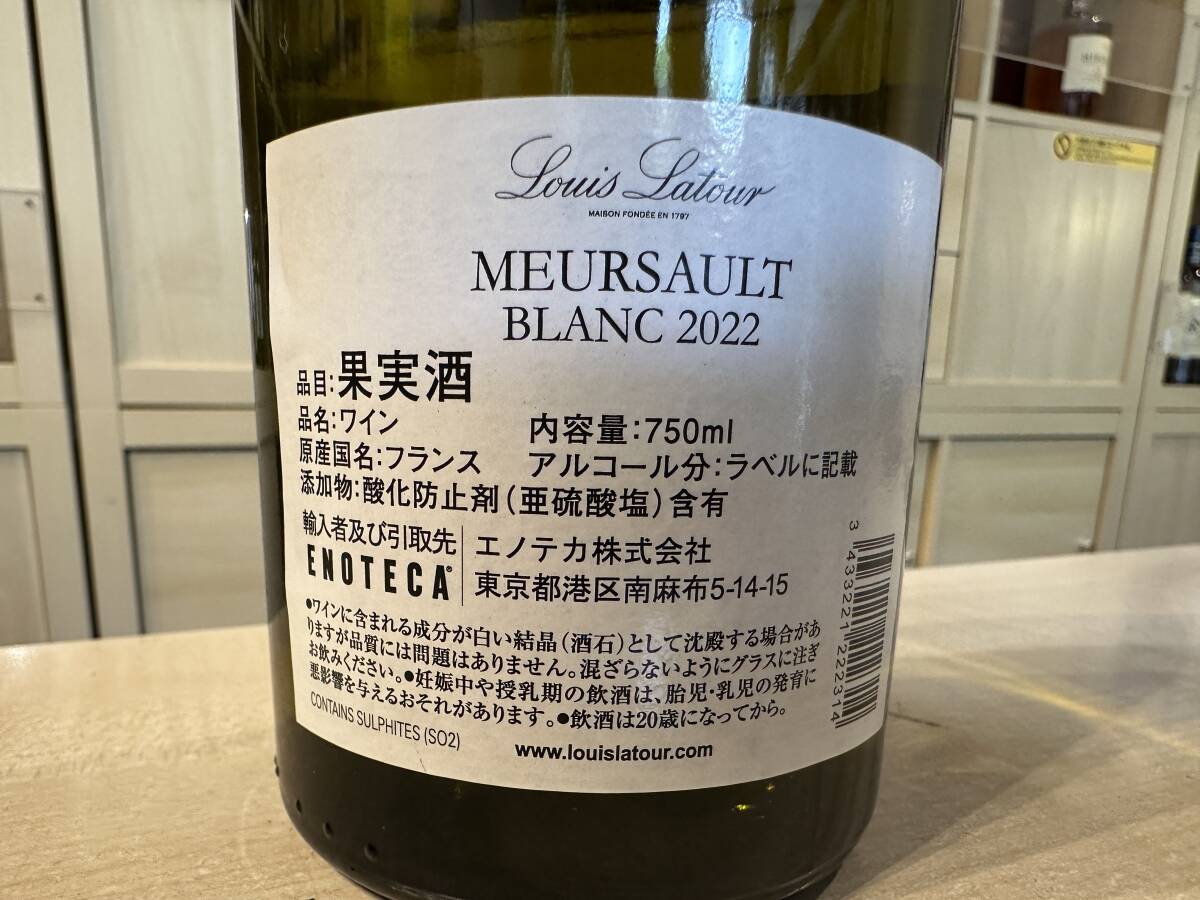 Louis Latour
MAISON FONDÉE EN 1797
MEURSAULT
BLANC 2022
品目:果実酒
品名:ワイン 内容量:750ml
原産国名:フランス アルコール分:ラベルに記載
添加物:酸化防止剤(亜硫酸塩)含有
輸入者及び引取先 エノテカ株式会社
ENOTECA® 東京都港区南麻布5-14-15
●ワインに含まれる成分が白い結晶(酒石)として沈殿する場合があ
りますが品質には問題はありません。混ざらないようにグラスに注ぎ
お飲みください。●妊娠中や授乳期の飲酒は、胎児・乳児の発育に
悪影響を与えるおそれがあります。●飲酒は20歳になってから。
CONTAINS SULPHITES (SO2)
www.louislatour.com
3 433221 222314